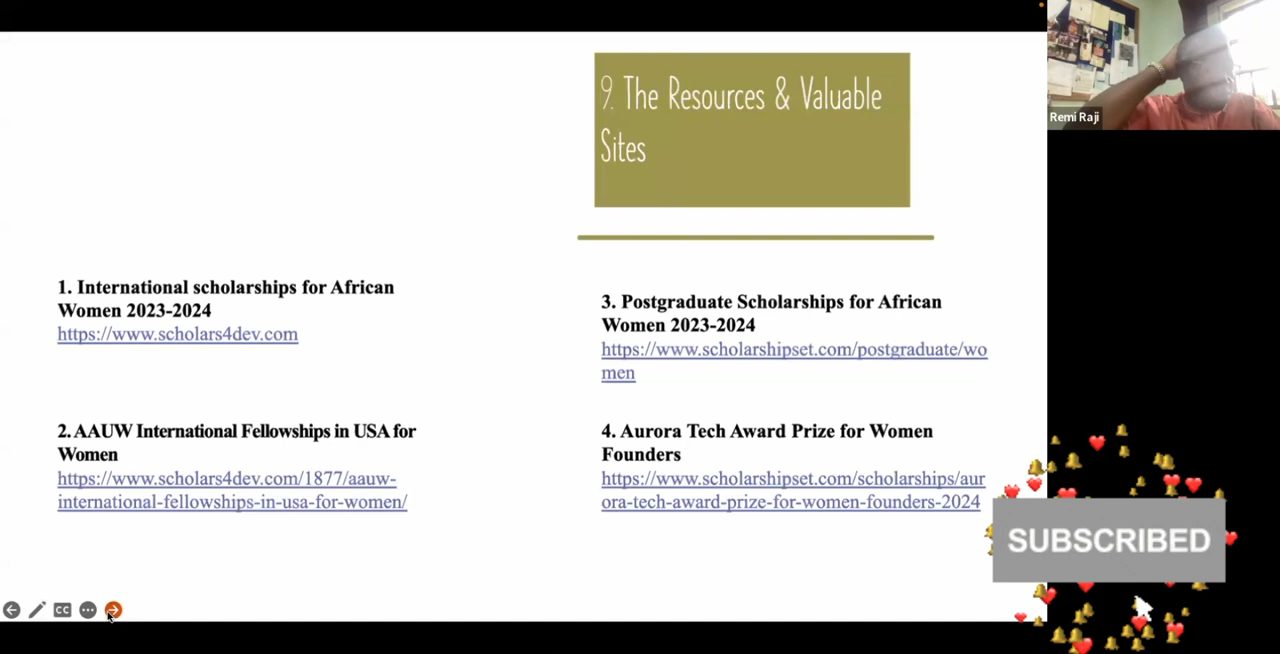 9. The Resources & Valuable
Sites
Remi Raji
1. International scholarships for African
Women 2023-2024
https://www.scholars4dev.com
2. AAUW International Fellowships in USA for
Women
https://www.scholars4dev.com/1877/aauw-
international-fellowships-in-usa-for-women/
3. Postgraduate Scholarships for African
Women 2023-2024
https://www.scholarshipset.com/postgraduate/wo
men
4. Aurora Tech Award Prize for Women
Founders
https://www.scholarshipset.com/scholarships/aur
ora-tech-award-prize-for-women-founders-2024
SUBSCRIBED
CC